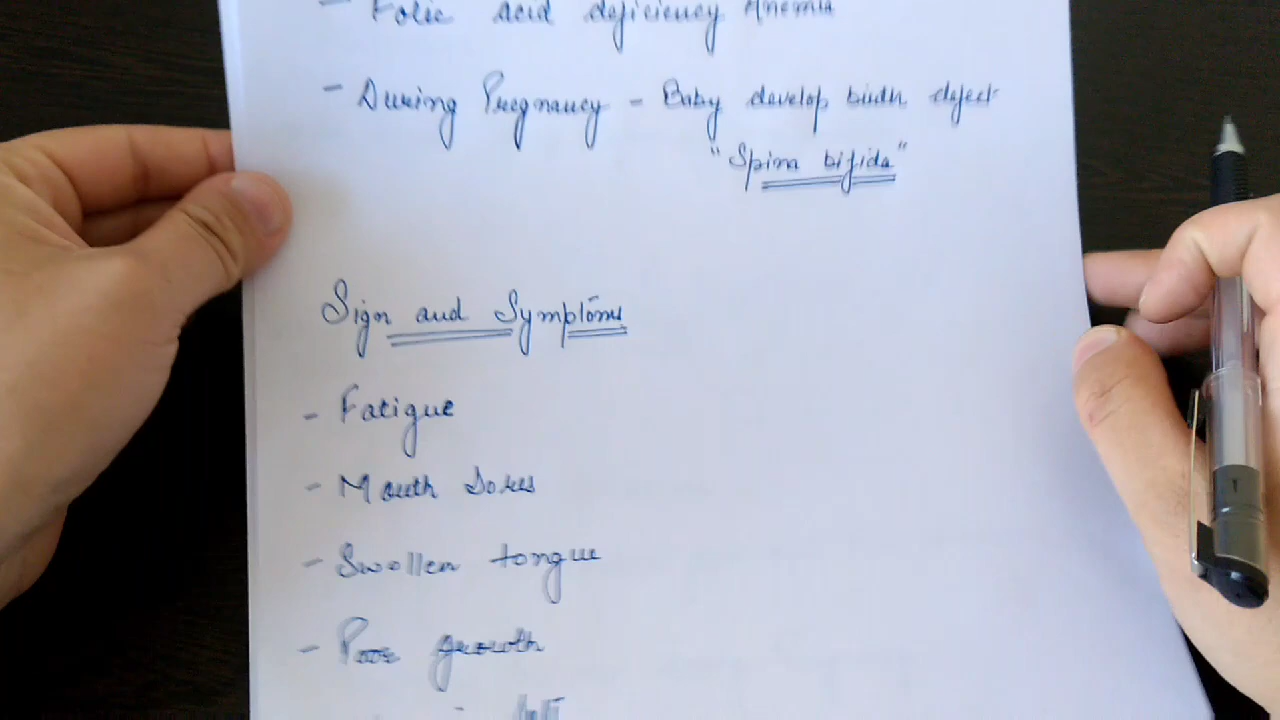 - Folic acid deficiency Anemia
- During Pregnancy - Baby develop birth defect
"Spina bifida"
Sign and Symptoms
- Fatigue
- Mouth Sores
- Swollen tongue
- Poor growth